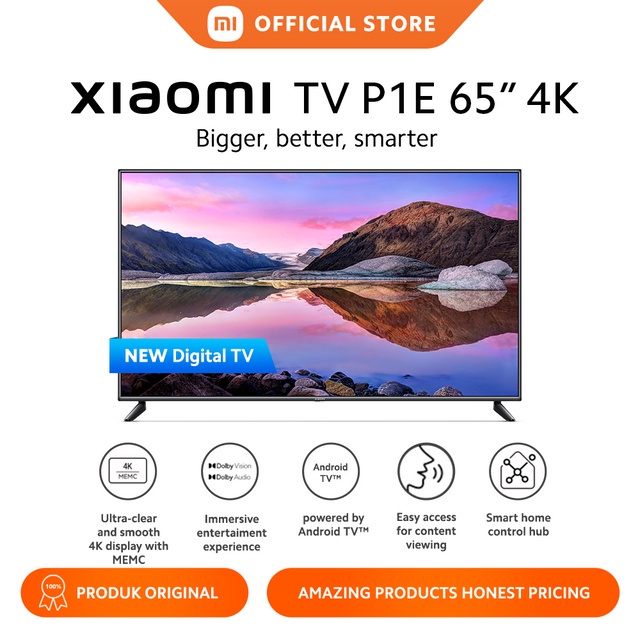 mi OFFICIAL STORE
xiaomi TV P1E 65” 4K
Bigger, better, smarter
NEW Digital TV
4K
MEMC
Dolby Vision
Dolby Audio
Android
TV™
Ultra-clear
and smooth
4K display with
MEMC
Immersive
entertaiment
experience
powered by
Android TV™
Easy access
for content
viewing
Smart home
control hub
100%
PRODUK ORIGINAL
AMAZING PRODUCTS HONEST PRICING